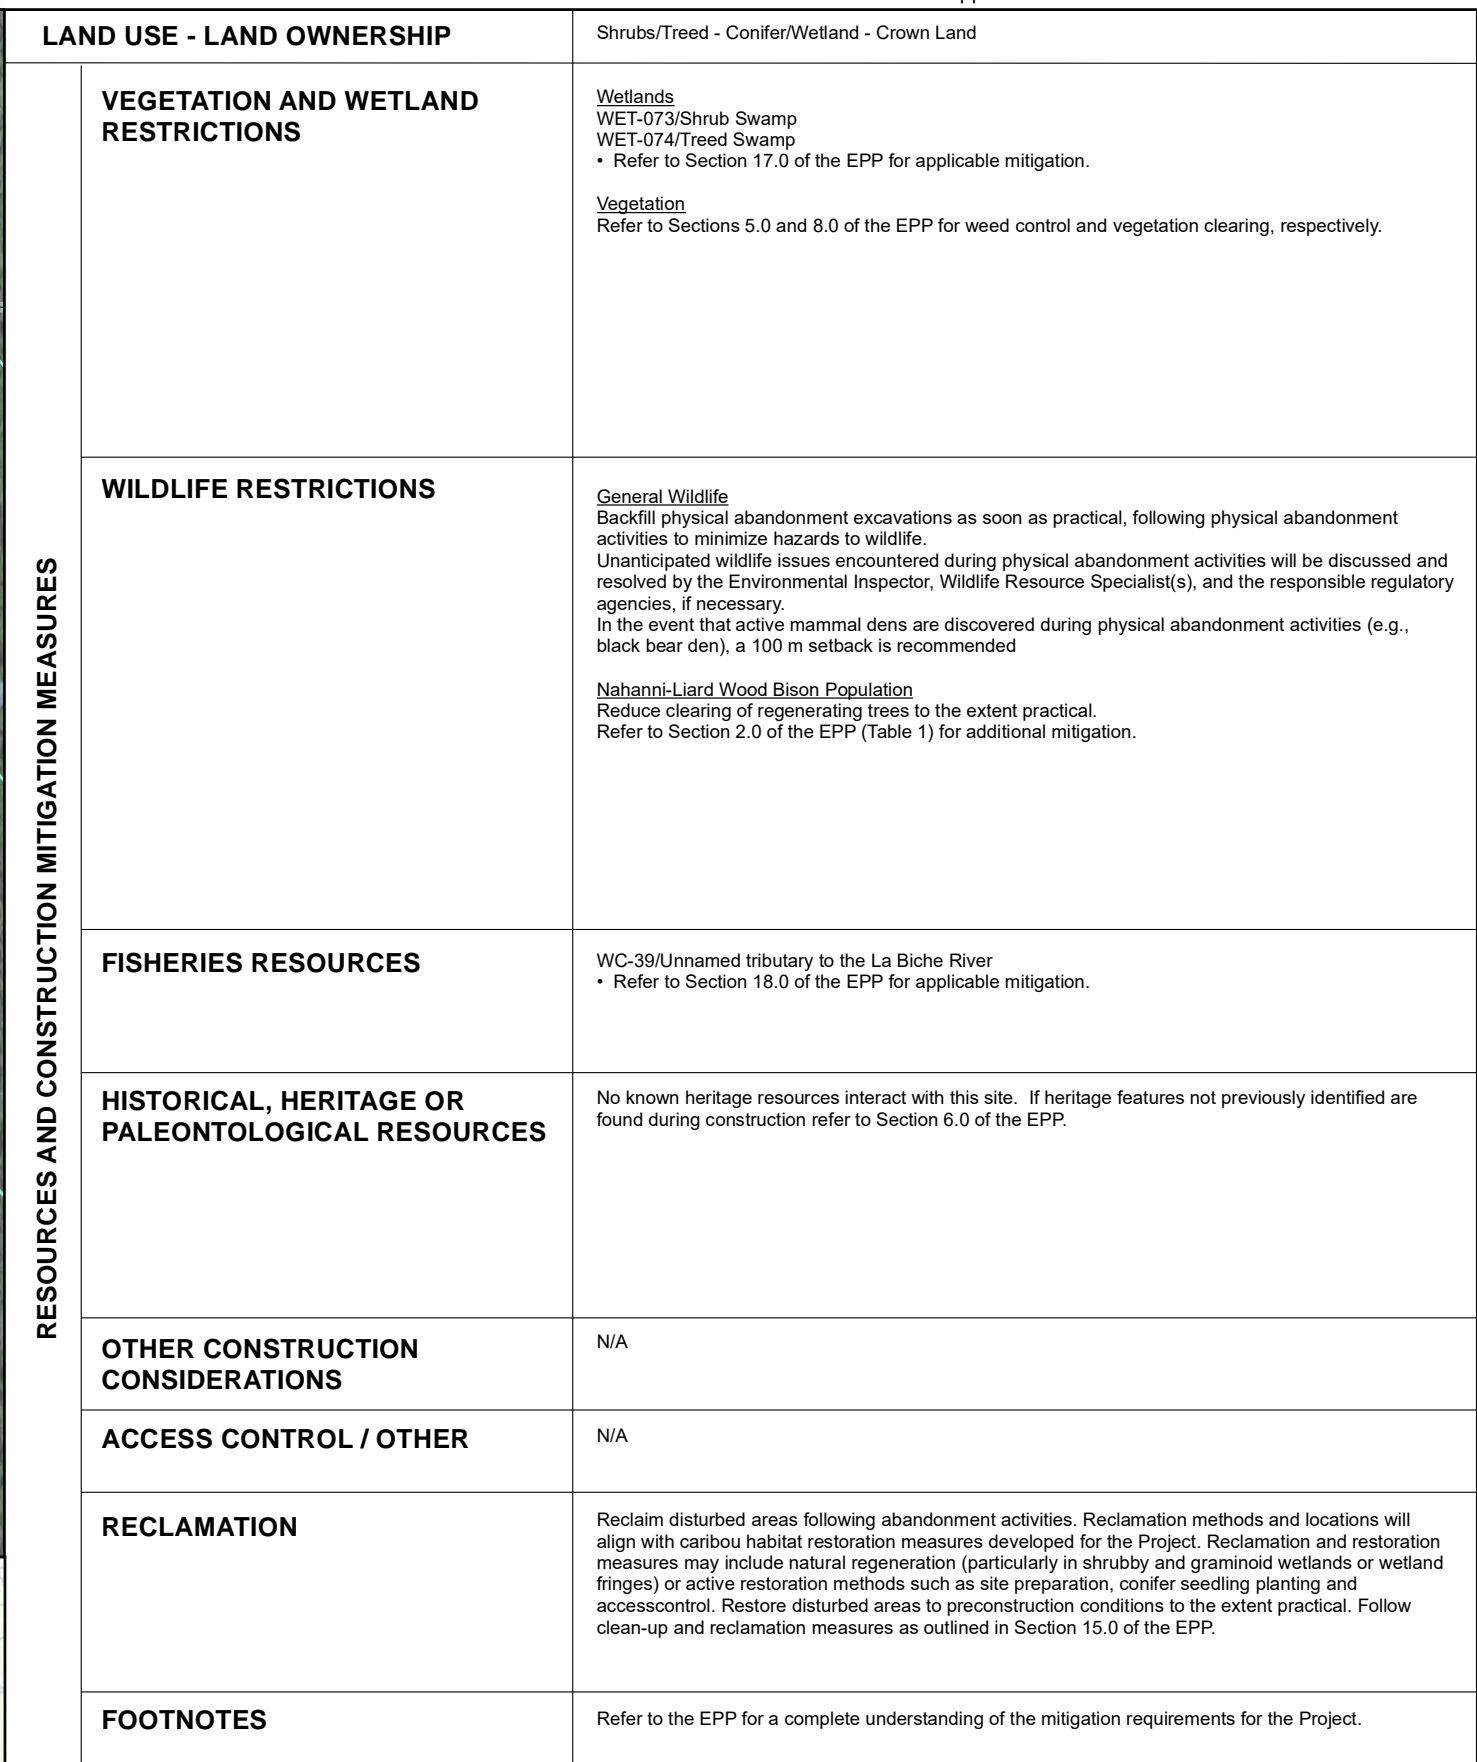 LAND USE - LAND OWNERSHIP
Shrubs/Treed - Conifer/Wetland - Crown Land
RESOURCES AND CONSTRUCTION MITIGATION MEASURES
VEGETATION AND WETLAND
RESTRICTIONS
Wetlands
WET-073/Shrub Swamp
WET-074/Treed Swamp
• Refer to Section 17.0 of the EPP for applicable mitigation.
Vegetation
Refer to Sections 5.0 and 8.0 of the EPP for weed control and vegetation clearing, respectively.
WILDLIFE RESTRICTIONS
General Wildlife
Backfill physical abandonment excavations as soon as practical, following physical abandonment
activities to minimize hazards to wildlife.
Unanticipated wildlife issues encountered during physical abandonment activities will be discussed and
resolved by the Environmental Inspector, Wildlife Resource Specialist(s), and the responsible regulatory
agencies, if necessary.
In the event that active mammal dens are discovered during physical abandonment activities (e.g.,
black bear den), a 100 m setback is recommended
Nahanni-Liard Wood Bison Population
Reduce clearing of regenerating trees to the extent practical.
Refer to Section 2.0 of the EPP (Table 1) for additional mitigation.
FISHERIES RESOURCES
WC-39/Unnamed tributary to the La Biche River
• Refer to Section 18.0 of the EPP for applicable mitigation.
HISTORICAL, HERITAGE OR
PALEONTOLOGICAL RESOURCES
No known heritage resources interact with this site.  If heritage features not previously identified are
found during construction refer to Section 6.0 of the EPP.
OTHER CONSTRUCTION
CONSIDERATIONS
N/A
ACCESS CONTROL / OTHER
N/A
RECLAMATION
Reclaim disturbed areas following abandonment activities. Reclamation methods and locations will
align with caribou habitat restoration measures developed for the Project. Reclamation and restoration
measures may include natural regeneration (particularly in shrubby and graminoid wetlands or wetland
fringes) or active restoration methods such as site preparation, conifer seedling planting and
accesscontrol. Restore disturbed areas to preconstruction conditions to the extent practical. Follow
clean-up and reclamation measures as outlined in Section 15.0 of the EPP.
FOOTNOTES
Refer to the EPP for a complete understanding of the mitigation requirements for the Project.